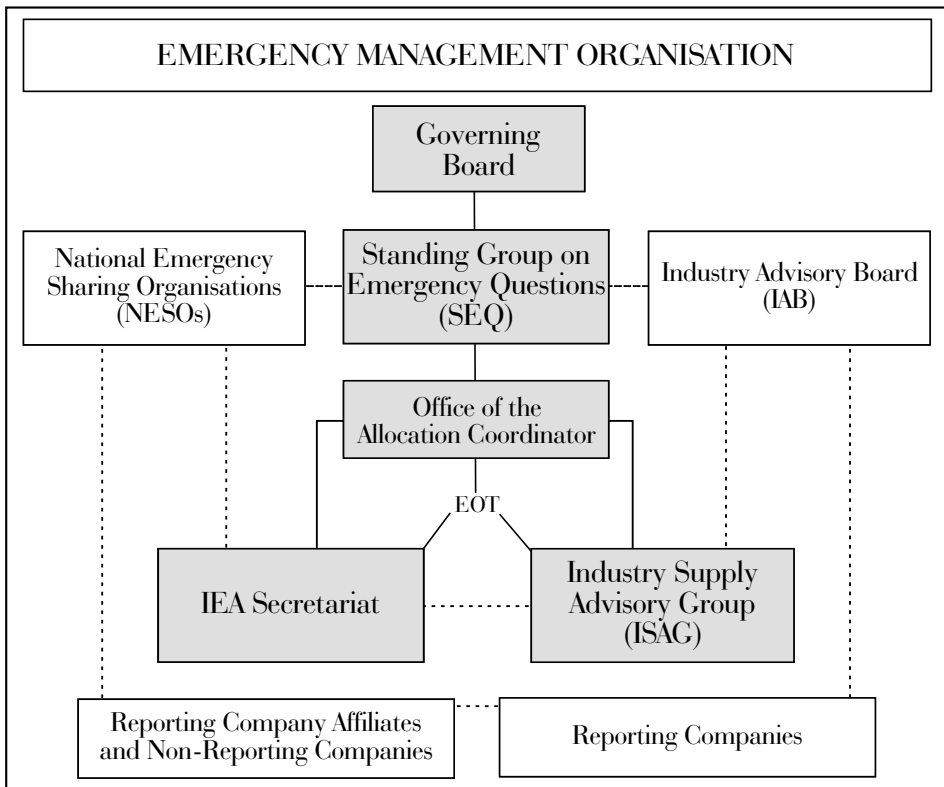 EMERGENCY MANAGEMENT ORGANISATION
Governing
Board
National Emergency
Sharing Organisations
(NESOs)
Standing Group on
Emergency Questions
(SEQ)
Industry Advisory Board
(IAB)
Office of the
Allocation Coordinator
EOT
IEA Secretariat
Industry Supply
Advisory Group
(ISAG)
Reporting Company Affiliates
and Non-Reporting Companies
Reporting Companies